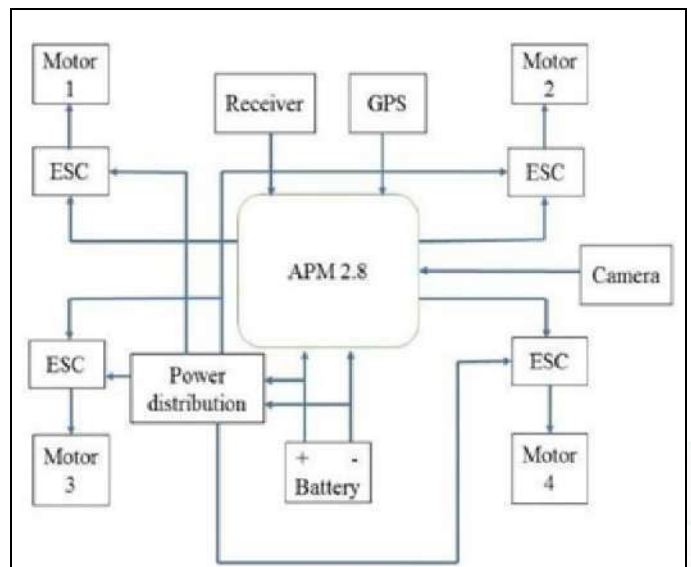 Motor
1
Motor
2
Receiver
GPS
ESC
ESC
APM 2.8
Camera
ESC
Power
distribution
ESC
Motor
3
+ -
Battery
Motor
4